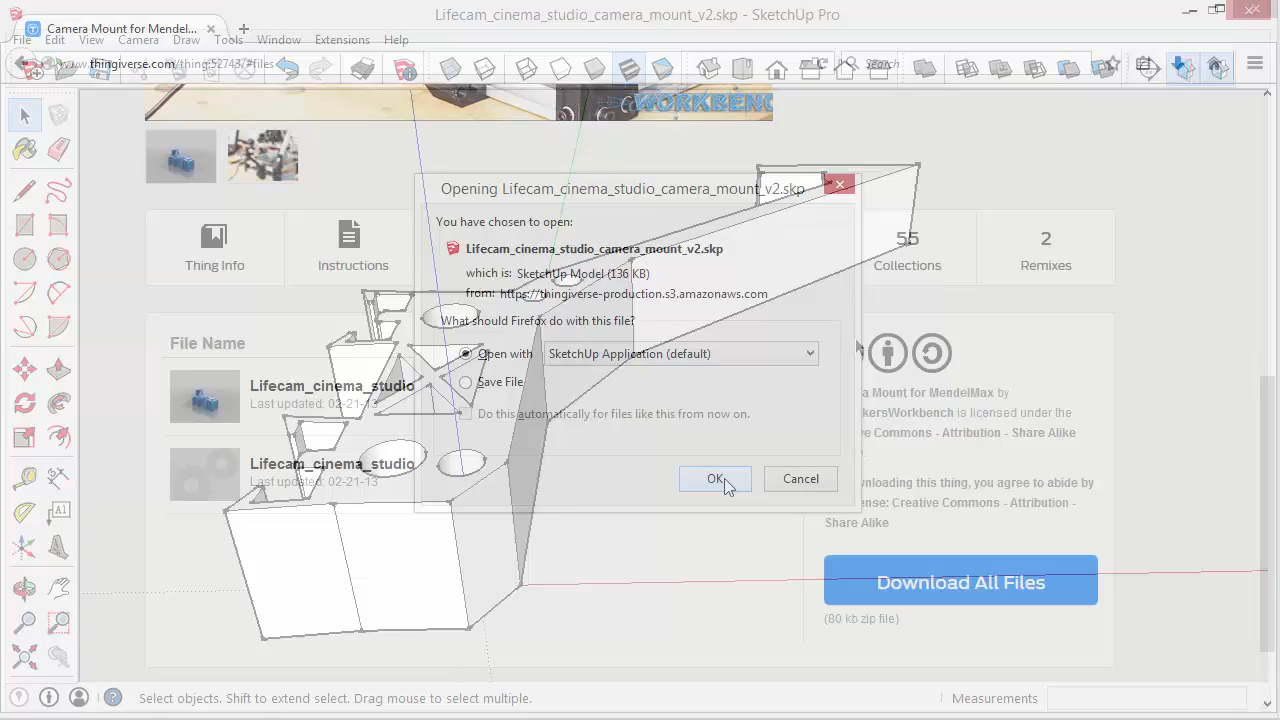 Lifecam_cinema_studio_camera_mount_v2.skp - SketchUp Pro
Camera Mount for MendelMax...
File Edit View Camera Draw Tools Window Extensions Help
www.thingiverse.com/thing:52743/#files
Search
WORKBENC
Opening Lifecam_cinema_studio_camera_mount_v2.skp
You have chosen to open:
Lifecam_cinema_studio_camera_mount_v2.skp
which is: SketchUp Model (136 KB)
from: https://thingiverse-production.s3.amazonaws.com
What should Firefox do with this file?
Open with SketchUp Application (default)
Save File
Do this automatically for files like this from now on.
OK Cancel
Thing Info
Instructions
55
Collections
2
Remixes
File Name
Lifecam_cinema_studio
Last updated: 02-21-13
Lifecam_cinema_studio
Last updated: 02-21-13
a Mount for MendelMax by
kersWorkbench is licensed under the
ve Commons - Attribution - Share Alike
wnloading this thing, you agree to abide by
ense: Creative Commons - Attribution -
Share Alike
Download All Files
(80 kb zip file)
A1
Select objects. Shift to extend select. Drag mouse to select multiple.
Measurements